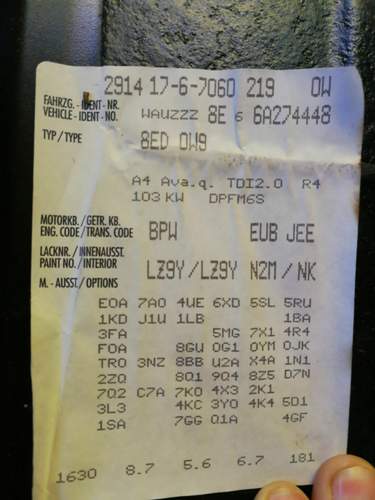 2914 17-6-7060 219 0W
FAHRZG.-IDENT-NR.
VEHICLE-IDENT-NO. WAUZZZ 8E 6 6A274448
TYP/TYPE 8ED 0W9
A4 Ava.q. TDI2.0 R4
103 KW DPFM6S
MOTORKB./GETR.KB.
ENG.CODE/TRANS.CODE BPW EUB JEE
LACKNR./INNENAUSST.
PAINT NO./INTERIOR LZ9Y/LZ9Y N2M / NK
M.-AUSST./OPTIONS
E0A 7A0 4UE 6XD 5SL 5RU
1KD J1U 1LB 1BA
3FA 5MG 7X1 4R4
F0A 8GU 0G1 0YM 0JK
TR0 3NZ 8BB U2A X4A 1N1
2ZQ 8Q1 9Q4 8Z5 D7N
7Q2 C7A 7K0 4X3 2K1
3L3 4KC 3Y0 4K4 5D1
1SA 7GG Q1A 4GF
1630 8.7 5.6 6.7 181